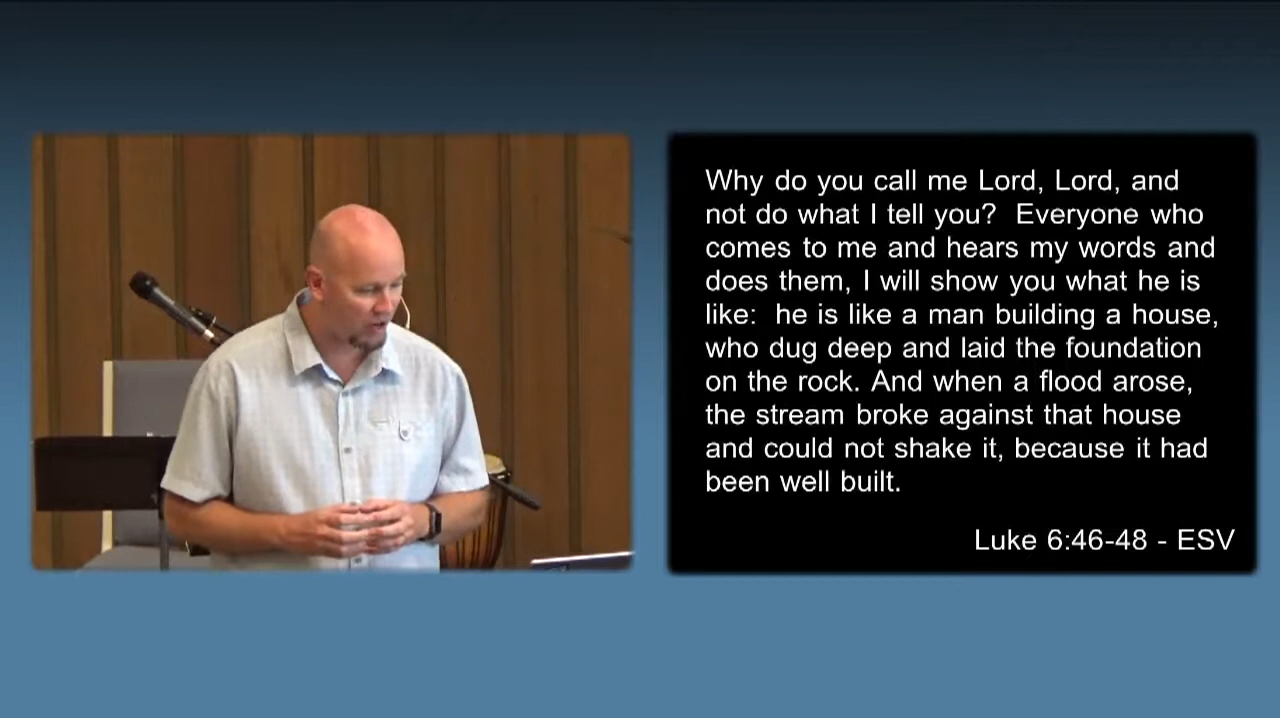 Why do you call me Lord, Lord, and
not do what I tell you?  Everyone who
comes to me and hears my words and
does them, I will show you what he is
like:  he is like a man building a house,
who dug deep and laid the foundation
on the rock. And when a flood arose,
the stream broke against that house
and could not shake it, because it had
been well built.
Luke 6:46-48 - ESV